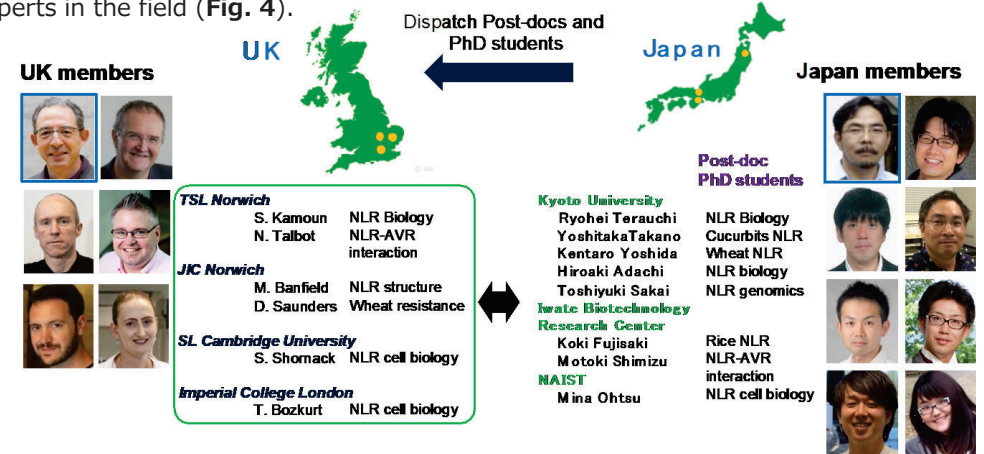 perts in the field (Fig. 4).
Dispatch Post-docs and
PhD students
UK
Japan
UK members
Japan members
Post-doc
PhD students
TSL Norwich
S. Kamoun NLR Biology
N. Talbot NLR-AVR
interaction
JIC Norwich
M. Banfield NLR structure
D. Saunders Wheat resistance
SL Cambridge University
S. Shornack NLR cell biology
Imperial College London
T. Bozkurt NLR cell biology
Kyoto University
Ryohei Terauchi NLR Biology
YoshitakaTakano Cucurbits NLR
Kentaro Yoshida Wheat NLR
Hiroaki Adachi NLR biology
Toshiyuki Sakai NLR genomics
Iwate Biotechnology
Research Center
Koki Fujisaki Rice NLR
Motoki Shimizu NLR-AVR
interaction
NAIST
Mina Ohtsu NLR cell biology